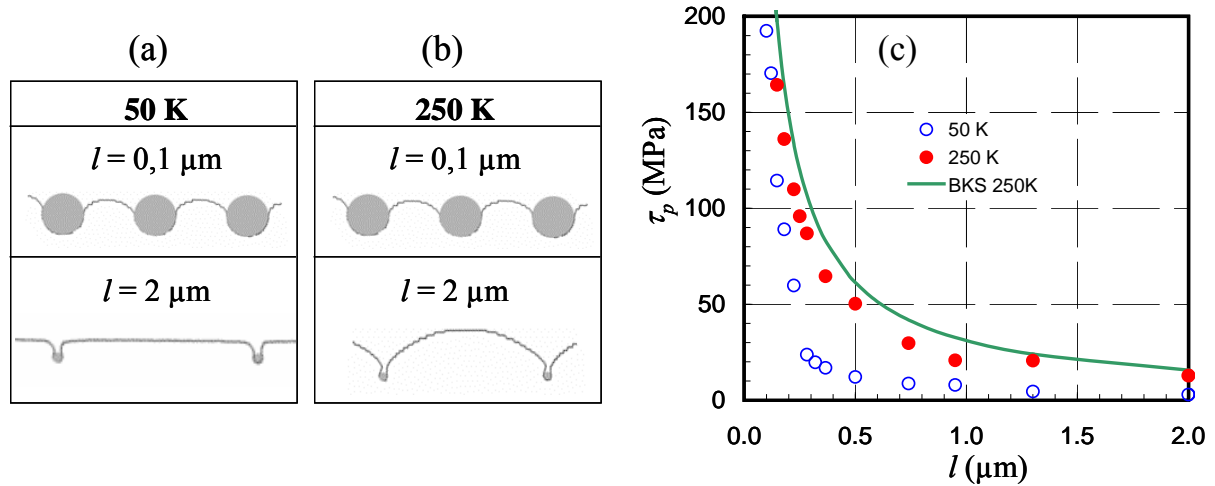 (a)
50 K
l = 0,1 µm
l = 2 µm
(b)
250 K
l = 0,1 µm
l = 2 µm
(c)
200
150
100
50
0
τp (MPa)
50 K
250 K
BKS 250K
0.0 0.5 1.0 1.5 2.0
l (µm)